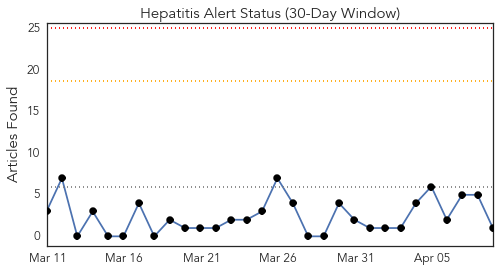 Hepatitis Alert Status (30-Day Window)
Articles Found
25
20
15
10
5
0
Mar 11 Mar 16 Mar 21 Mar 26 Mar 31 Apr 05